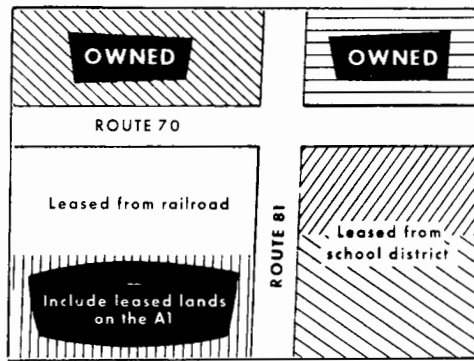 OWNED
OWNED
ROUTE 70
Leased from railroad
ROUTE 81
Leased from
school district
Include leased lands
on the A1